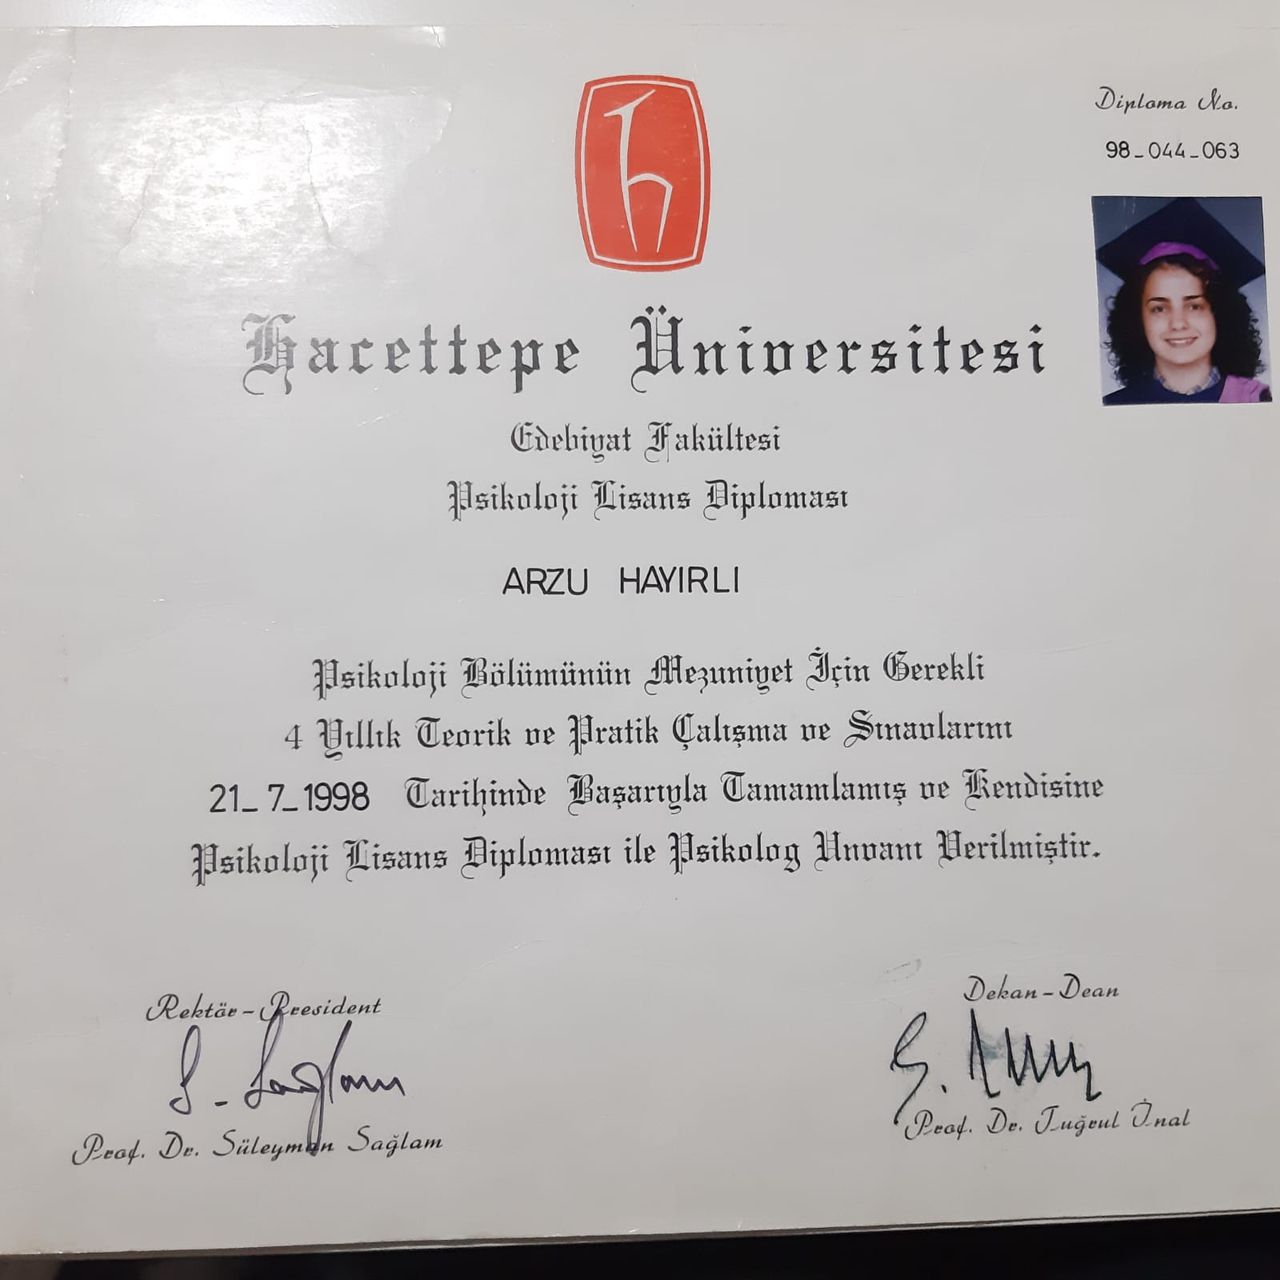 Diploma No.
98_044_063
Hacettepe Üniversitesi
Edebiyat Fakültesi
Psikoloji Lisans Diploması
ARZU HAYIRLI
Psikoloji Bölümünün Mezuniyet İçin Gerekli
4 Yıllık Teorik ve Pratik Çalışma ve Sınavlarını
21_7_1998 Tarihinde Başarıyla Tamamlamış ve Kendisine
Psikoloji Lisans Diploması ile Psikolog Unvanı Verilmiştir.
Rektör-President
S. Sağlam
Prof. Dr. Süleyman Sağlam
Dekan-Dean
Prof. Dr. Tuğrul İnal